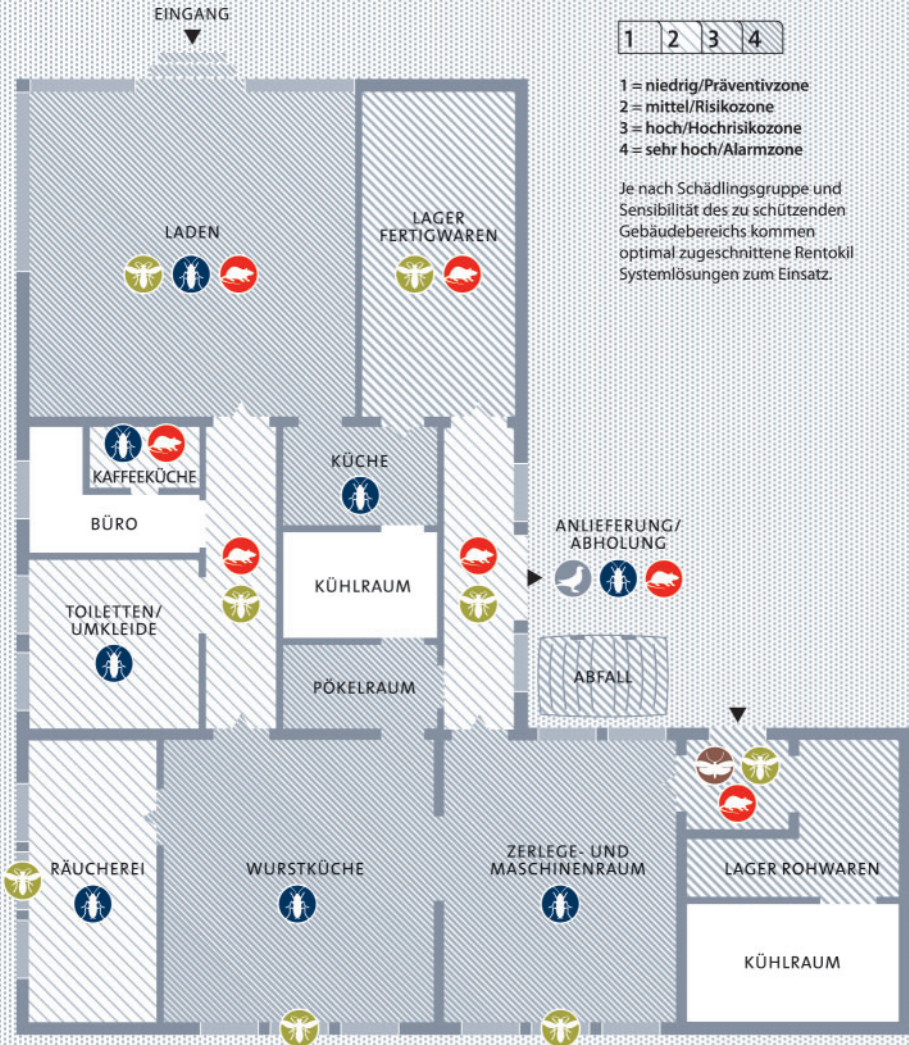 EINGANG
1 2 3 4
1 = niedrig/Präventivzone
2 = mittel/Risikozone
3 = hoch/Hochrisikozone
4 = sehr hoch/Alarmzone
Je nach Schädlingsgruppe und
Sensibilität des zu schützenden
Gebäudebereichs kommen
optimal zugeschnittene Rentokil
Systemlösungen zum Einsatz.
LADEN
LAGER
FERTIGWAREN
KAFFEEKÜCHE
BÜRO
KÜCHE
KÜHLRAUM
ANLIEFERUNG/
ABHOLUNG
TOILETTEN/
UMKLEIDE
PÖKELRAUM
ABFALL
RÄUCHEREI
WURSTKÜCHE
ZERLEGE- UND
MASCHINENRAUM
LAGER ROHWAREN
KÜHLRAUM